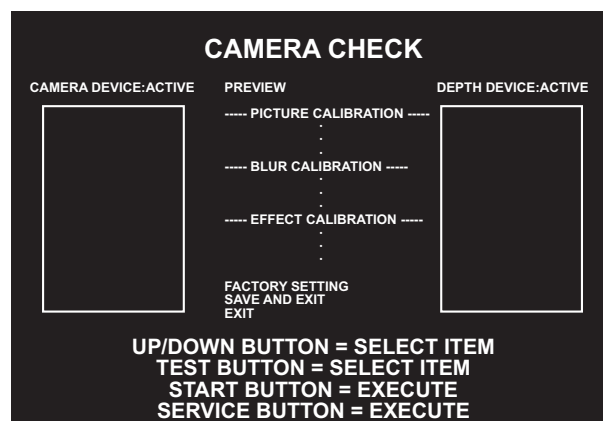 CAMERA CHECK
CAMERA DEVICE:ACTIVE
PREVIEW
DEPTH DEVICE:ACTIVE
----- PICTURE CALIBRATION -----
.
.
.
----- BLUR CALIBRATION -----
.
.
.
----- EFFECT CALIBRATION -----
.
.
.
FACTORY SETTING
SAVE AND EXIT
EXIT
UP/DOWN BUTTON = SELECT ITEM
TEST BUTTON = SELECT ITEM
START BUTTON = EXECUTE
SERVICE BUTTON = EXECUTE